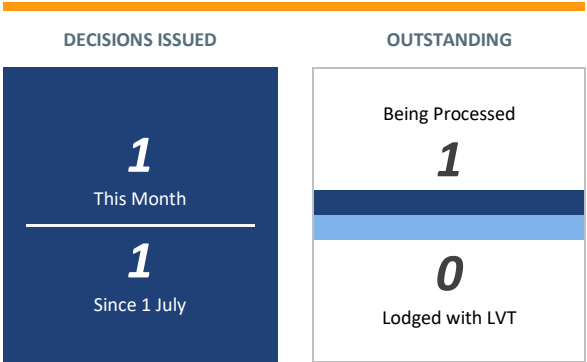 DECISIONS ISSUED
1
This Month
1
Since 1 July
OUTSTANDING
Being Processed
1
0
Lodged with LVT